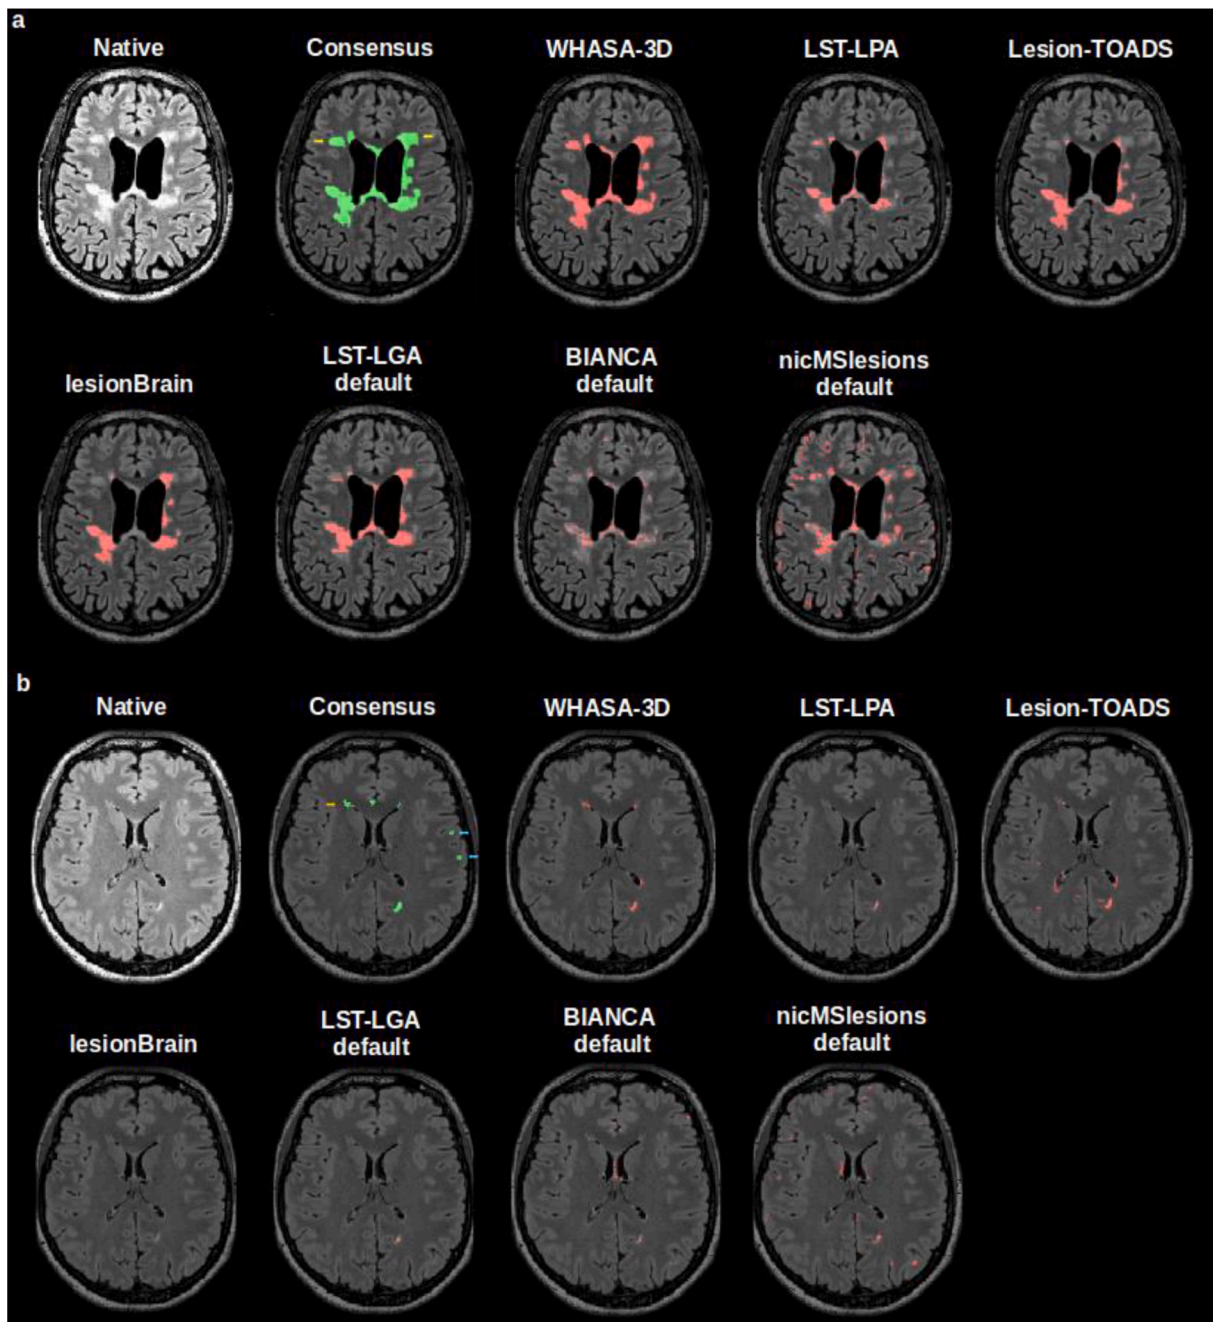 a
Native
Consensus
WHASA-3D
LST-LPA
Lesion-TOADS
lesionBrain
LST-LGA
default
BIANCA
default
nicMSlesions
default
b
Native
Consensus
WHASA-3D
LST-LPA
Lesion-TOADS
lesionBrain
LST-LGA
default
BIANCA
default
nicMSlesions
default